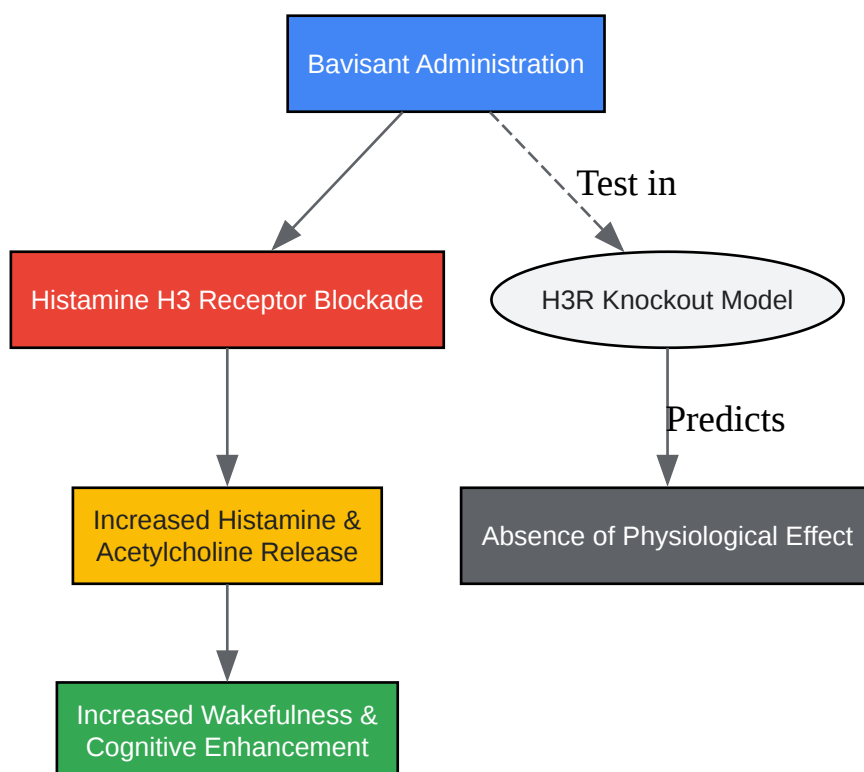 Bavisant Administration
Test in
Histamine H3 Receptor Blockade
H3R Knockout Model
Predicts
Increased Histamine &
Acetylcholine Release
Absence of Physiological Effect
Increased Wakefulness &
Cognitive Enhancement